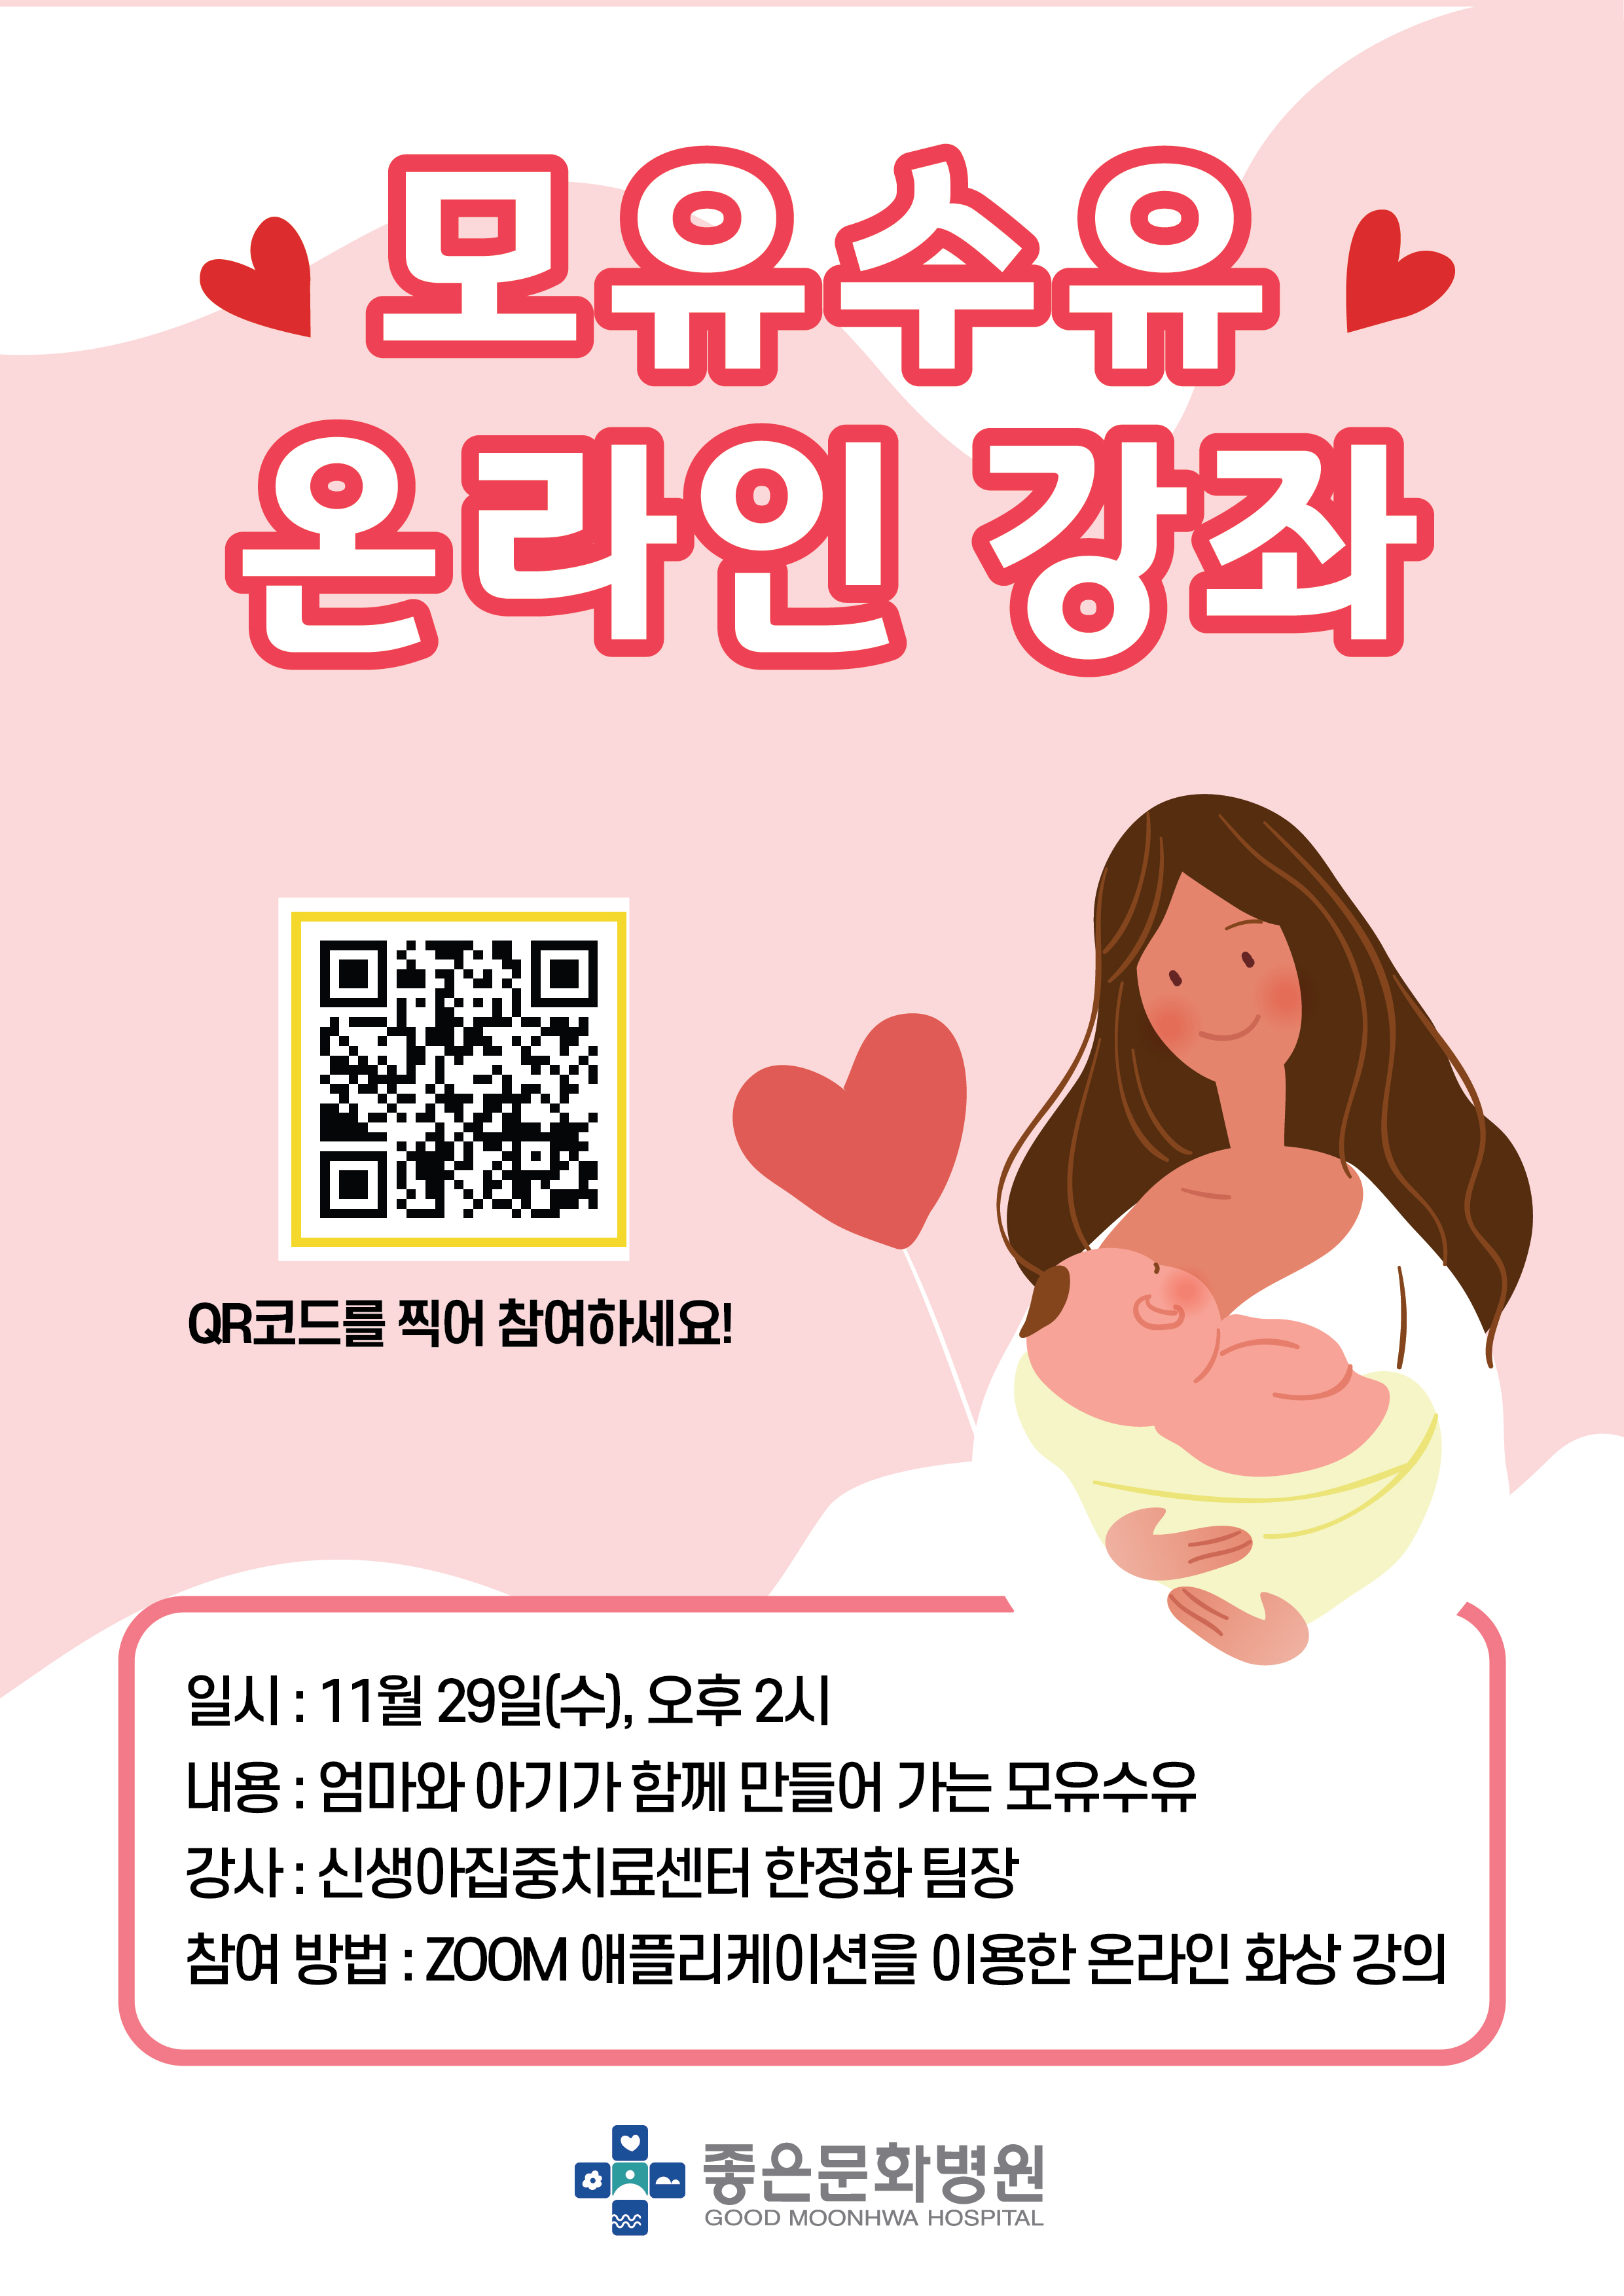 모유수유
온라인 강좌
QR코드를 찍어 참여하세요!
일시 : 11월 29일(수), 오후 2시
내용 : 엄마와 아기가 함께 만들어 가는 모유수유
강사 : 신생아집중치료센터 한정화 팀장
참여 방법 : ZOOM 애플리케이션을 이용한 온라인 화상 강의
좋은문화병원
GOOD MOONHWA HOSPITAL